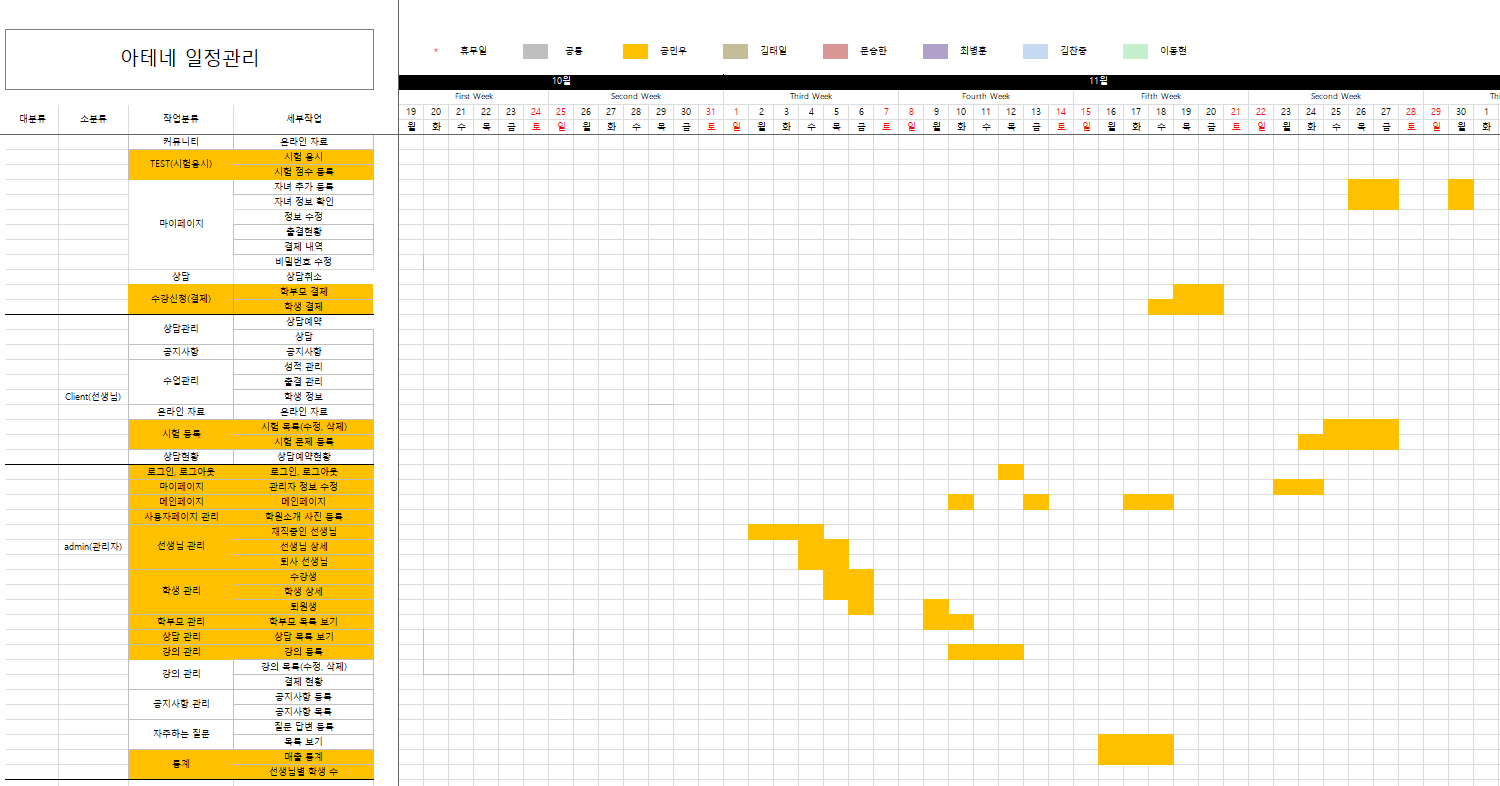 아테네 일정관리
* 휴무일 공통 공민우 김태일 문승한 최병훈 김찬중 이동현
10월 11월
First Week Second Week Third Week Fourth Week Fifth Week Second Week Thi
대분류 소분류 작업분류 세부작업
19 20 21 22 23 24 25 26 27 28 29 30 31 1 2 3 4 5 6 7 8 9 10 11 12 13 14 15 16 17 18 19 20 21 22 23 24 25 26 27 28 29 30 1
월 화 수 목 금 토 일 월 화 수 목 금 토 일 월 화 수 목 금 토 일 월 화 수 목 금 토 일 월 화 수 목 금 토 일 월 화 수 목 금 토 일 월 화
커뮤니티 온라인 자료
TEST(시험응시) 시험 응시
시험 점수 등록
마이페이지 자녀 추가 등록
자녀 정보 확인
정보 수정
출결현황
결제 내역
비밀번호 수정
상담 상담취소
수강신청(결제) 학부모 결제
학생 결제
상담관리 상담예약
상담
공지사항 공지사항
수업관리 성적 관리
출결 관리
Client(선생님) 학생 정보
온라인 자료 온라인 자료
시험 등록 시험 목록(수정, 삭제)
시험 문제 등록
상담현황 상담예약현황
로그인, 로그아웃 로그인, 로그아웃
마이페이지 관리자 정보 수정
메인페이지 메인페이지
사용자페이지 관리 학원소개 사진 등록
선생님 관리 재직중인 선생님
admin(관리자) 선생님 상세
퇴사 선생님
학생 관리 수강생
학생 상세
퇴원생
학부모 관리 학부모 목록 보기
상담 관리 상담 목록 보기
강의 관리 강의 등록
강의 관리 강의 목록(수정, 삭제)
결제 현황
공지사항 관리 공지사항 등록
공지사항 목록
자주하는 질문 질문 답변 등록
목록 보기
통계 매출 통계
선생님별 학생 수